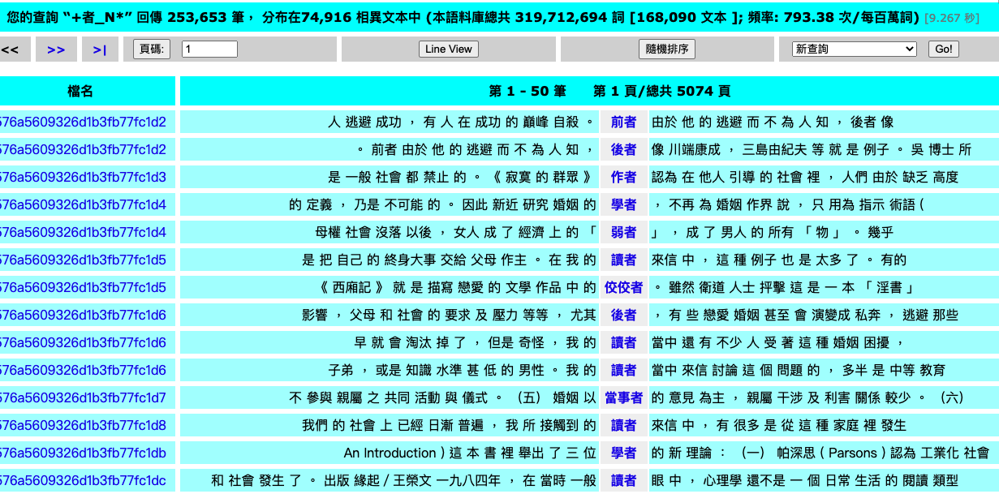 您的查詢 “+者_N*” 回傳 253,653 筆， 分布在74,916 相異文本中 (本語料庫總共 319,712,694 詞 [168,090 文本 ]; 頻率: 793.38 次/每百萬詞) [9.267 秒]
<< >> >| 頁碼: 1 Line View 隨機排序 新查詢 Go!
檔名 第 1 - 50 筆 第 1 頁/總共 5074 頁
576a5609326d1b3fb77fc1d2 人 逃避 成功 ， 有 人 在 成功 的 巔峰 自殺 。 前者 由於 他 的 逃避 而 不 為 人 知 ， 後者 像
576a5609326d1b3fb77fc1d2 。 前者 由於 他 的 逃避 而 不 為 人 知 ， 後者 像 川端康成 ， 三島由紀夫 等 就 是 例子 。 吳 博士 所
576a5609326d1b3fb77fc1d3 是 一般 社會 都 禁止 的 。 《 寂寞 的 群眾 》 作者 認為 在 他人 引導 的 社會 裡 ， 人們 由於 缺乏 高度
576a5609326d1b3fb77fc1d4 的 定義 ， 乃是 不可能 的 。 因此 新近 研究 婚姻 的 學者 ， 不再 為 婚姻 作界 說 ， 只 用為 指示 術語 (
576a5609326d1b3fb77fc1d4 母權 社會 沒落 以後 ， 女人 成 了 經濟 上 的 「 弱者 」 ， 成 了 男人 的 所有 「 物 」 。 幾乎
576a5609326d1b3fb77fc1d5 是 把 自己 的 終身大事 交給 父母 作主 。 在 我 的 讀者 來信 中 ， 這 種 例子 也 是 太多 了 。 有的
576a5609326d1b3fb77fc1d5 《 西廂記 》 就 是 描寫 戀愛 的 文學 作品 中 的 佼佼者 。 雖然 衛道 人士 抨擊 這 是 一 本 「 淫書 」
576a5609326d1b3fb77fc1d6 影響 ， 父母 和 社會 的 要求 及 壓力 等等 ， 尤其 後者 ， 有 些 戀愛 婚姻 甚至 會 演變成 私奔 ， 逃避 那些
576a5609326d1b3fb77fc1d6 早 就 會 淘汰 掉 了 ， 但是 奇怪 ， 我 的 讀者 當中 還 有 不少 人 受 著 這 種 婚姻 困擾 ，
576a5609326d1b3fb77fc1d6 子弟 ， 或是 知識 水準 甚 低 的 男性 。 我 的 讀者 當中 來信 討論 這 個 問題 的 ， 多半 是 中等 教育
576a5609326d1b3fb77fc1d7 不 參與 親屬 之 共同 活動 與 儀式 。 （五） 婚姻 以 當事者 的 意見 為主 ， 親屬 干涉 及 利害 關係 較少 。 （六）
576a5609326d1b3fb77fc1d8 我們 的 社會 上 已經 日漸 普遍 ， 我 所 接觸到 的 讀者 來信 中 ， 有 很多 是 從 這 種 家庭 裡 發生
576a5609326d1b3fb77fc1db An Introduction ) 這 本 書 裡 舉出 了 三 位 學者 的 新 理論 ： （一） 帕深思 ( Parsons ) 認為 工業化 社會
576a5609326d1b3fb77fc1dc 和 社會 發生 了 。 出版 緣起 / 王榮文 一九八四年 ， 在 當時 一般 讀者 眼 中 ， 心理學 還不是 一 個 日常 生活 的 閱讀 類型